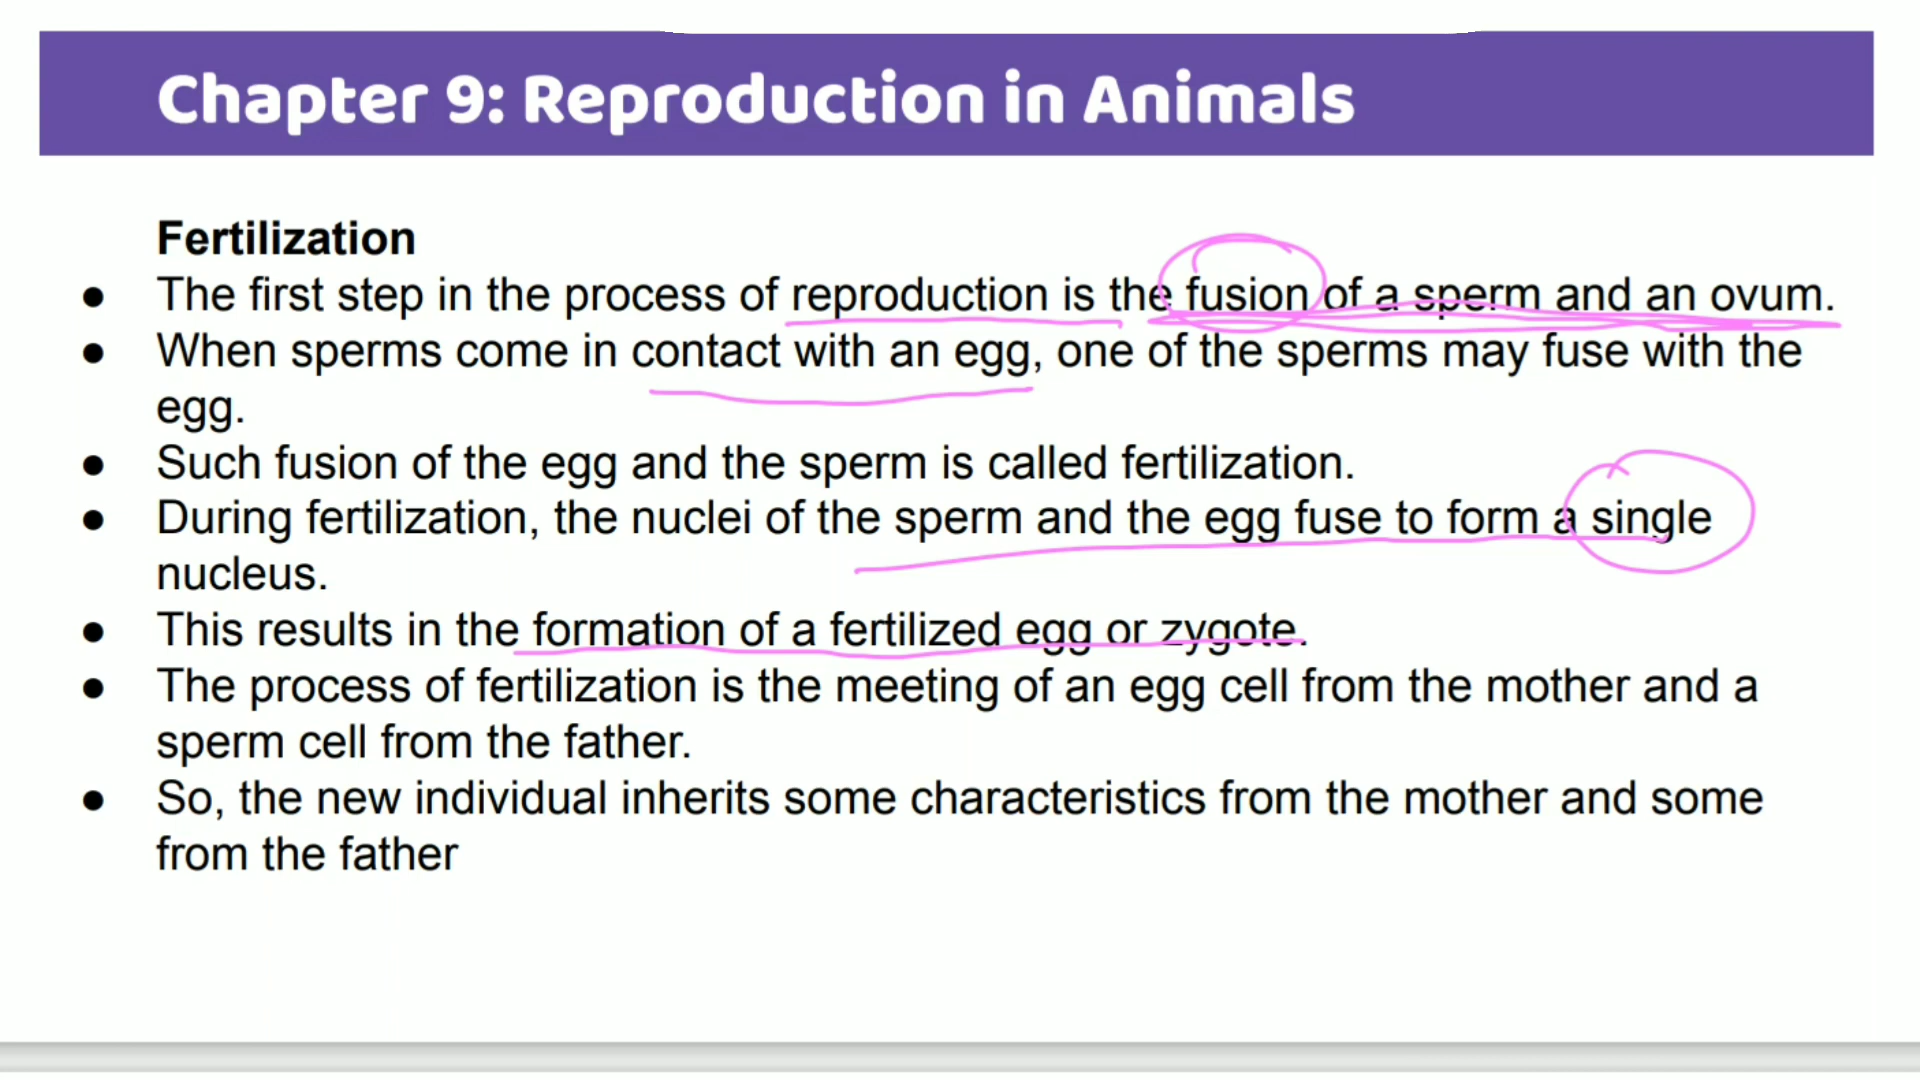 Chapter 9: Reproduction in Animals
Fertilization
● The first step in the process of reproduction is the fusion of a sperm and an ovum.
● When sperms come in contact with an egg, one of the sperms may fuse with the
egg.
● Such fusion of the egg and the sperm is called fertilization.
● During fertilization, the nuclei of the sperm and the egg fuse to form a single
nucleus.
● This results in the formation of a fertilized egg or zygote.
● The process of fertilization is the meeting of an egg cell from the mother and a
sperm cell from the father.
● So, the new individual inherits some characteristics from the mother and some
from the father